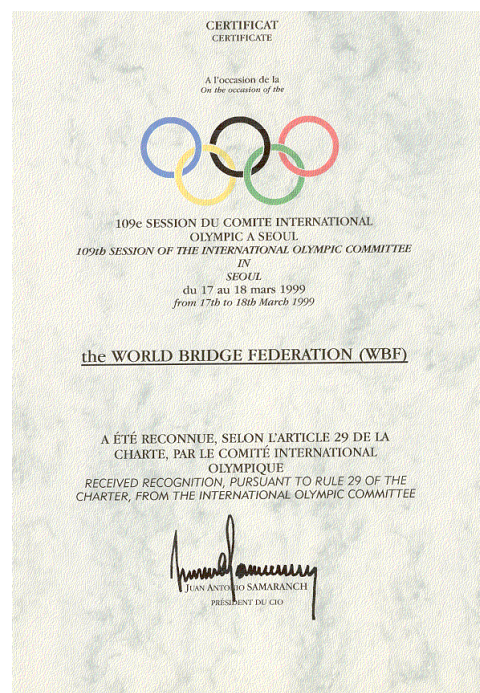 CERTIFICAT
CERTIFICATE
A l'occasion de la
On the occasion of the
109e SESSION DU COMITE INTERNATIONAL
OLYMPIC A SEOUL
109th SESSION OF THE INTERNATIONAL OLYMPIC COMMITTEE
IN
SEOUL
du 17 au 18 mars 1999
from 17th to 18th March 1999
the WORLD BRIDGE FEDERATION (WBF)
A ÉTÉ RECONNUE, SELON L'ARTICLE 29 DE LA
CHARTE, PAR LE COMITÉ INTERNATIONAL
OLYMPIQUE
RECEIVED RECOGNITION, PURSUANT TO RULE 29 OF THE
CHARTER, FROM THE INTERNATIONAL OLYMPIC COMMITTEE
JUAN ANTONIO SAMARANCH
PRÉSIDENT DU CIO